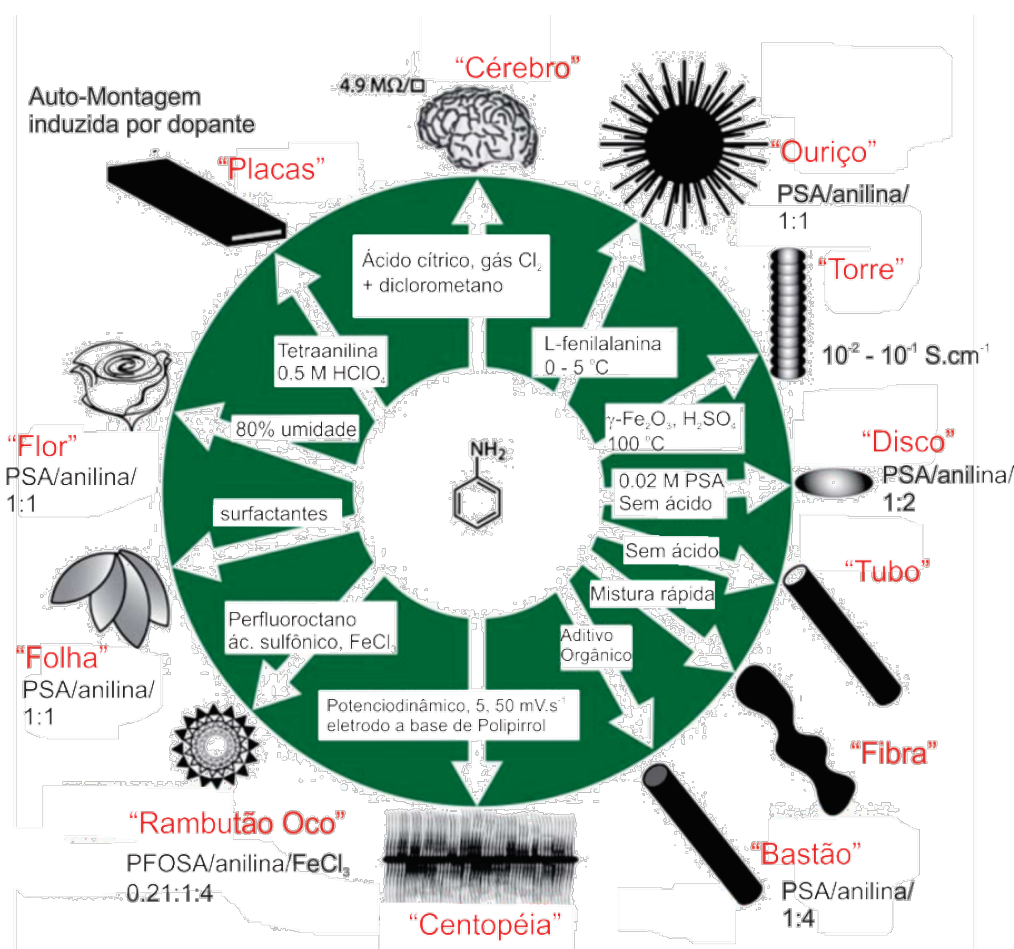 “Cérebro”
4.9 MΩ/□
Auto-Montagem
induzida por dopante
“Placas”
“Ouriço”
PSA/anilina/
1:1
“Torre”
10⁻² - 10⁻¹ S.cm⁻¹
“Disco”
PSA/anilina/
1:2
“Tubo”
“Fibra”
“Bastão”
PSA/anilina/
1:4
“Centopéia”
“Rambutão Oco”
PFOSA/anilina/FeCl₃
0.21:1:4
“Folha”
PSA/anilina/
1:1
“Flor”
PSA/anilina/
1:1
Ácido cítrico, gás Cl₂
+ diclorometano
L-fenilalanina
0 - 5 °C
γ-Fe₂O₃, H₂SO₄
100 °C
0.02 M PSA
Sem ácido
Sem ácido
Mistura rápida
Aditivo
Orgânico
Potenciodinâmico, 5, 50 mV.s⁻¹
eletrodo a base de Polipirrol
Perfluoroctano
ác. sulfônico, FeCl₃
surfactantes
80% umidade
Tetraanilina
0.5 M HClO₄
NH₂